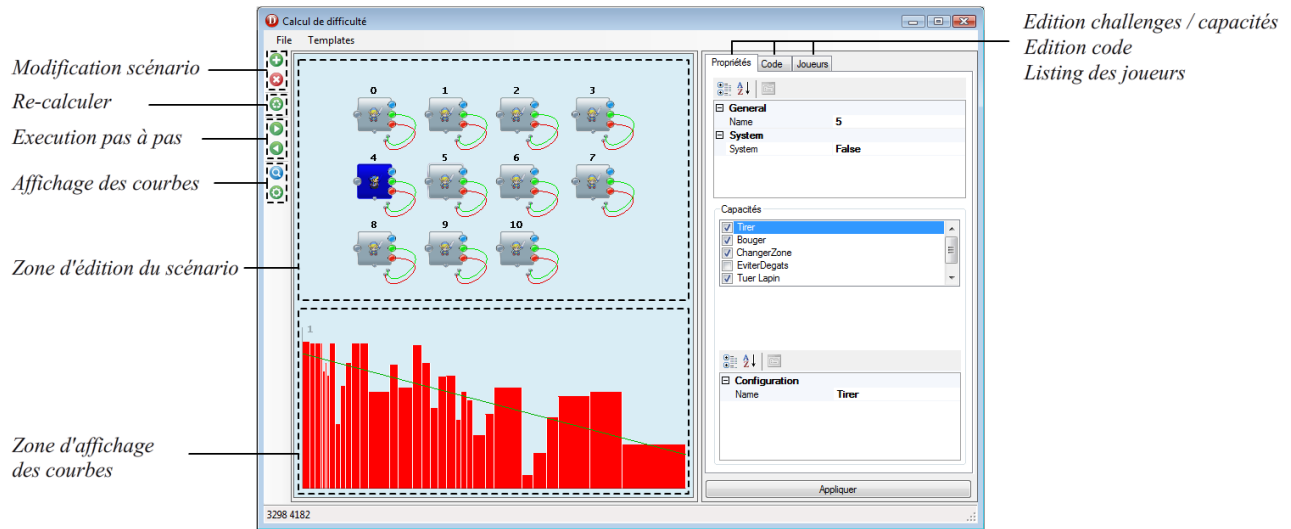 Calcul de difficulté
File Templates
Modification scénario
Re-calculer
Execution pas à pas
Affichage des courbes
Zone d'édition du scénario
Zone d'affichage
des courbes
0 1 2 3
4 5 6 7
8 9 10
1
3298 4182
Propriétés Code Joueurs
General
Name 5
System
System False
Capacités
Tirer
Bouger
ChangerZone
EviterDegats
Tuer Lapin
Configuration
Name Tirer
Appliquer
Edition challenges / capacités
Edition code
Listing des joueurs